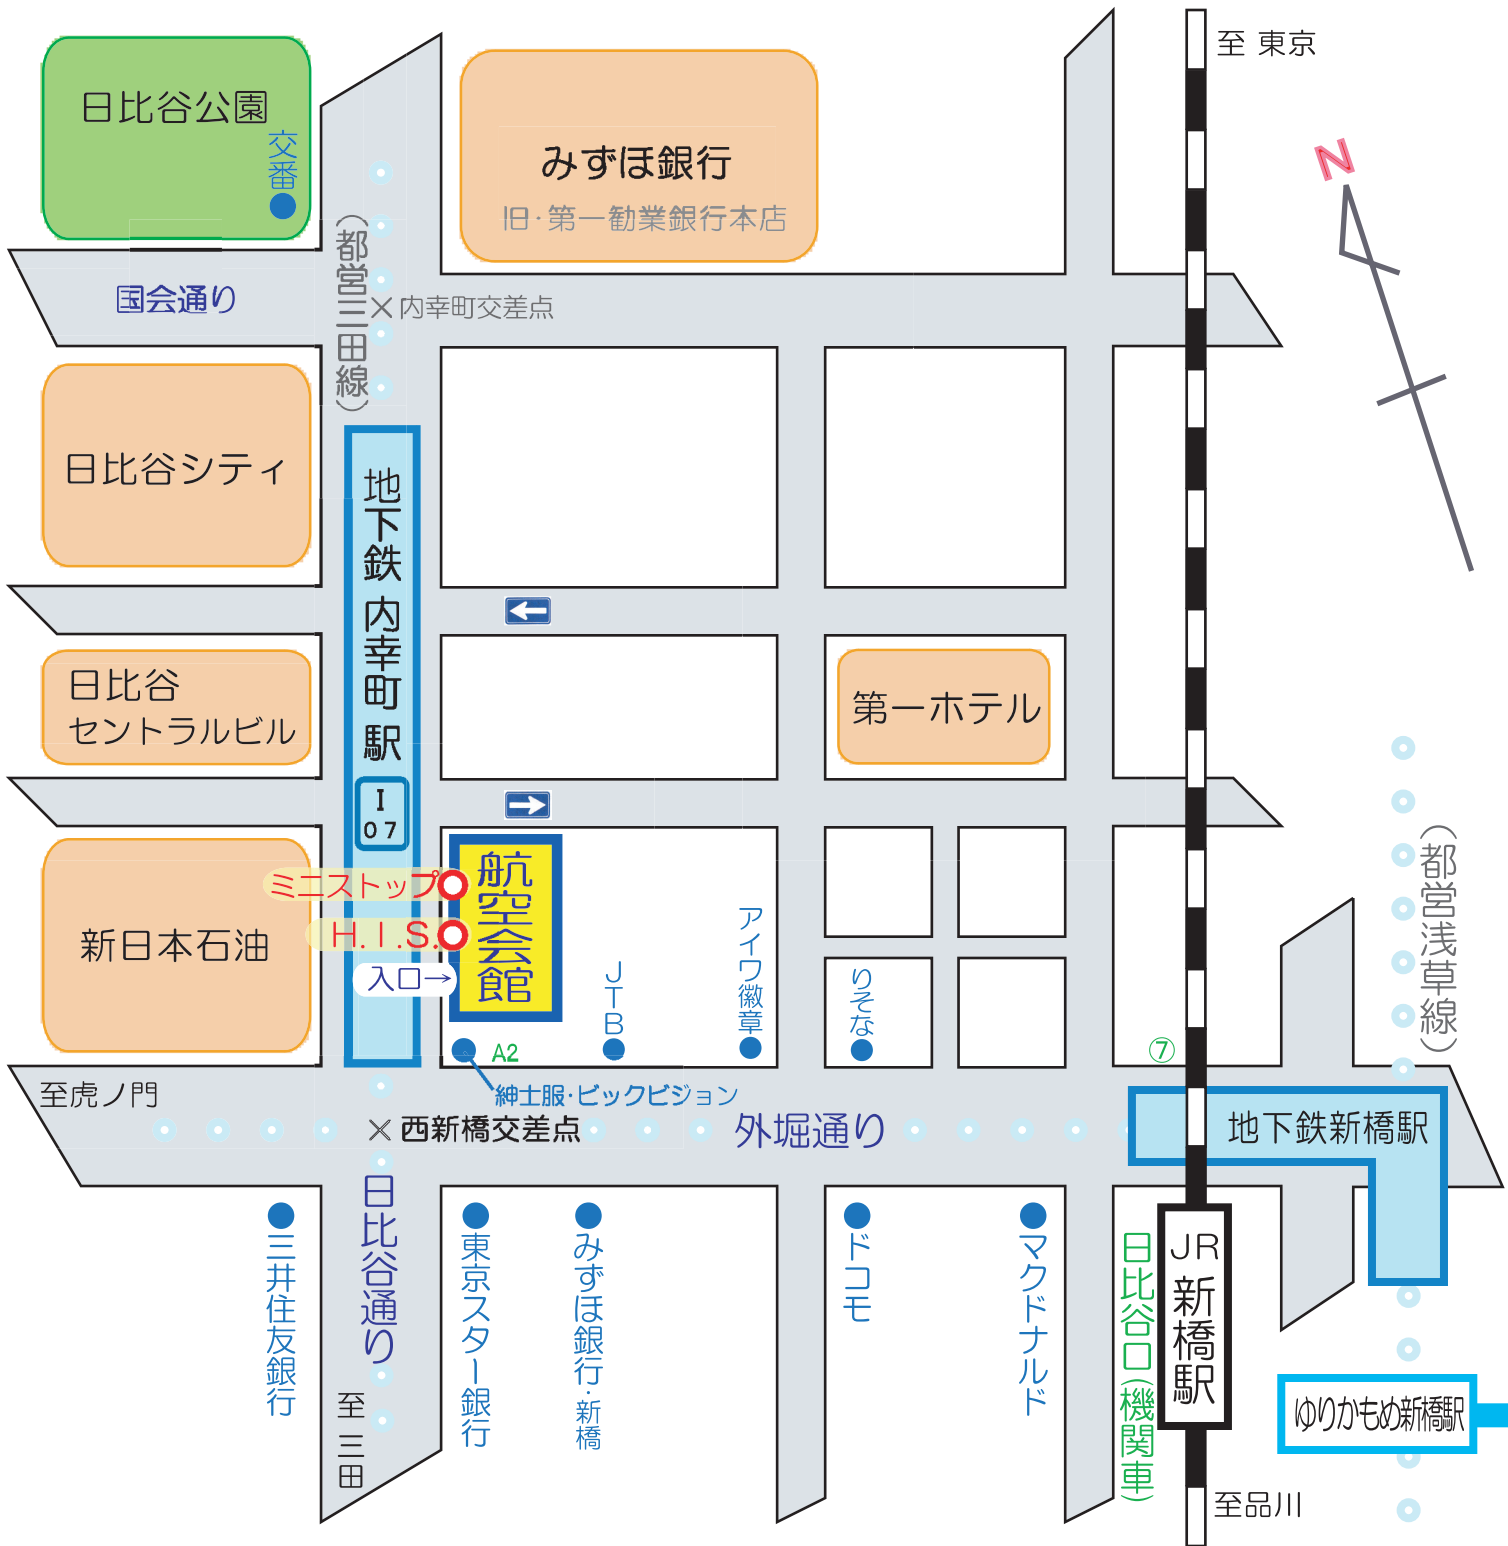 至 東京
N
日比谷公園
交番
みずほ銀行
旧・第一勧業銀行本店
（都営三田線）
国会通り
×内幸町交差点
日比谷シティ
地下鉄 内幸町 駅
I
07
日比谷
セントラルビル
第一ホテル
新日本石油
ミニストップ
H.I.S.
入口→
航空会館
JTB
アイワ徽章
りそな
（都営浅草線）
A2
紳士服・ビックビジョン
⑦
至虎ノ門
×西新橋交差点
外堀通り
地下鉄新橋駅
日比谷通り
三井住友銀行
東京スター銀行
みずほ銀行・新橋
ドコモ
マクドナルド
日比谷口（機関車）
JR
新橋駅
ゆりかもめ新橋駅
至 三田
至品川